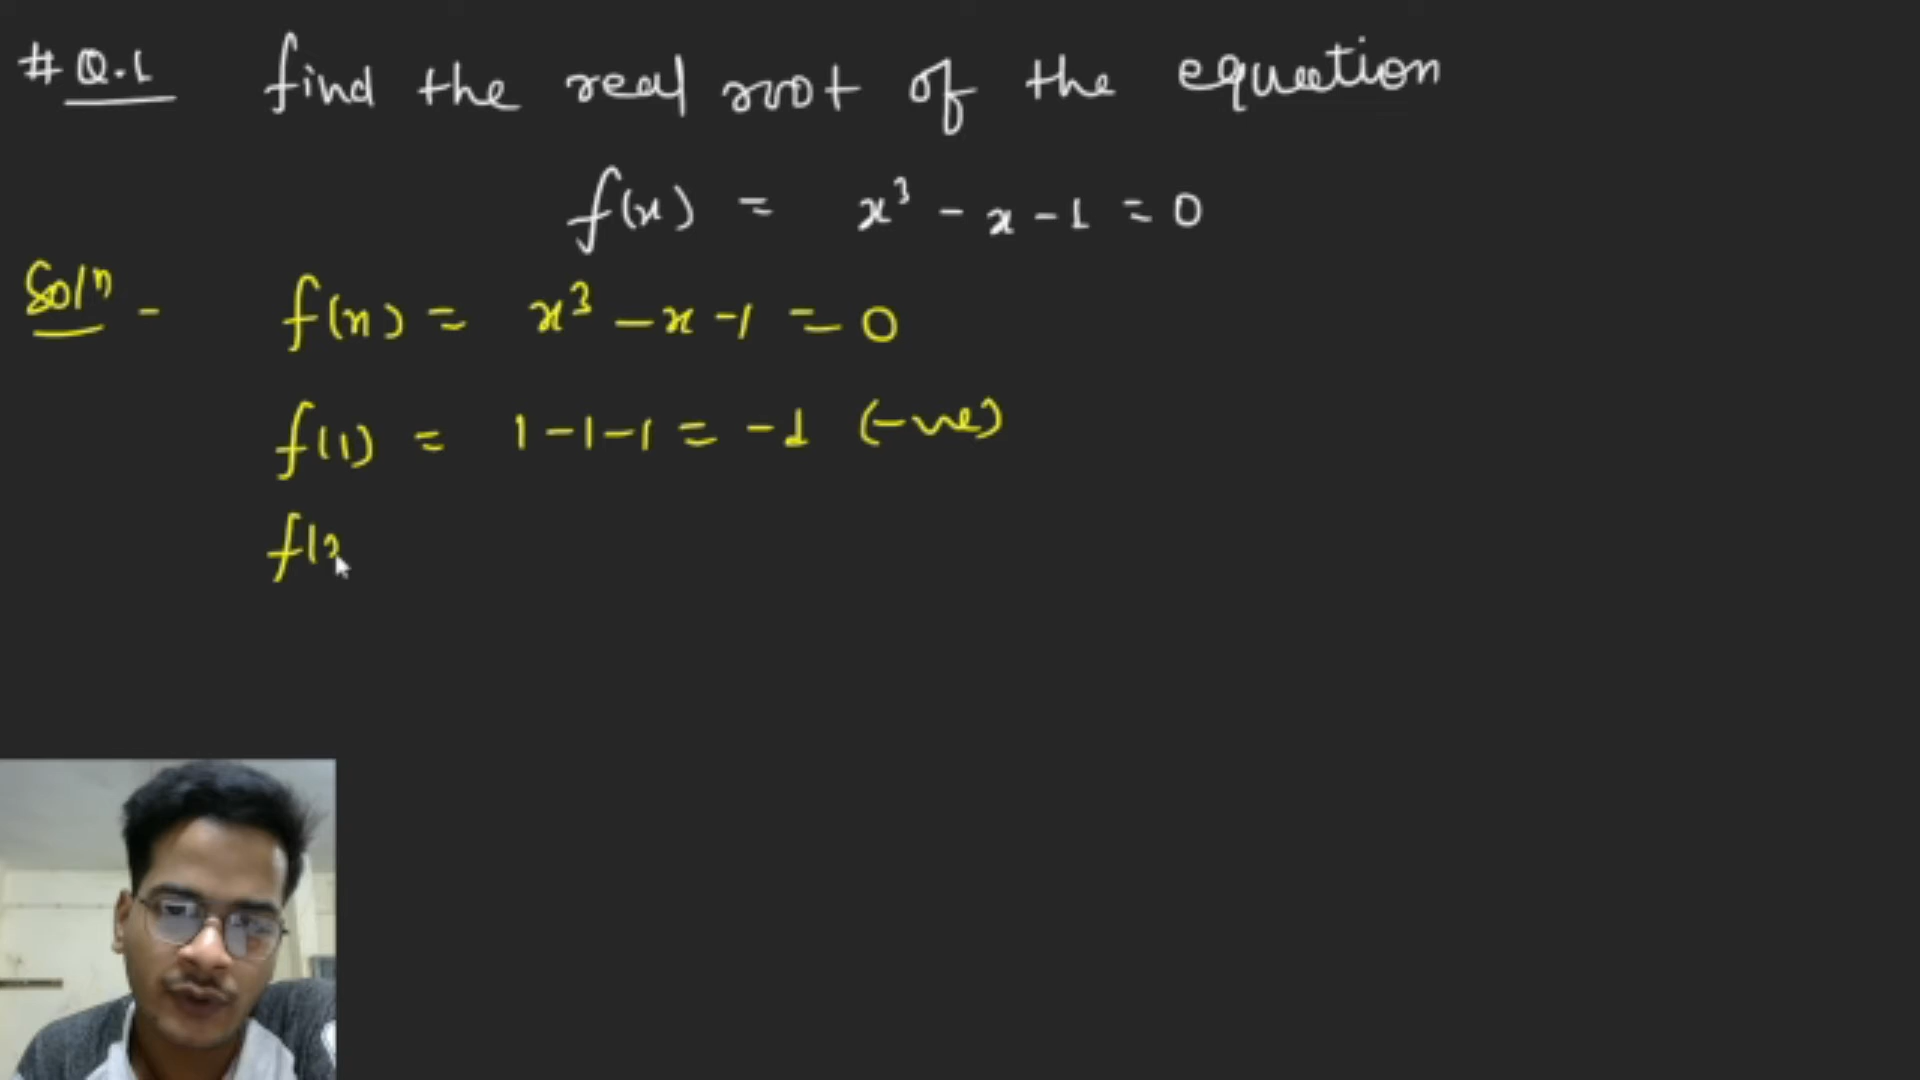 # Q.1 find the real root of the equation
f(x) = x³ - x - 1 = 0
Solⁿ - f(x) = x³ - x - 1 = 0
f(1) = 1 - 1 - 1 = -1 (-ve)
f(2